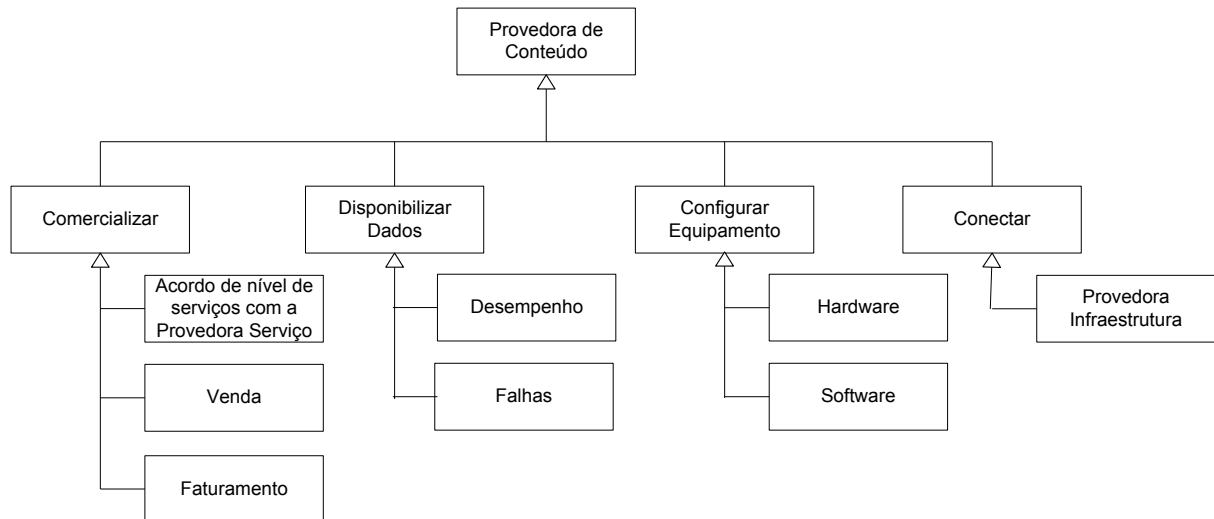 Provedora de
Conteúdo
Comercializar
Disponibilizar
Dados
Configurar
Equipamento
Conectar
Acordo de nível de
serviços com a
Provedora Serviço
Desempenho
Hardware
Provedora
Infraestrutura
Venda
Falhas
Software
Faturamento